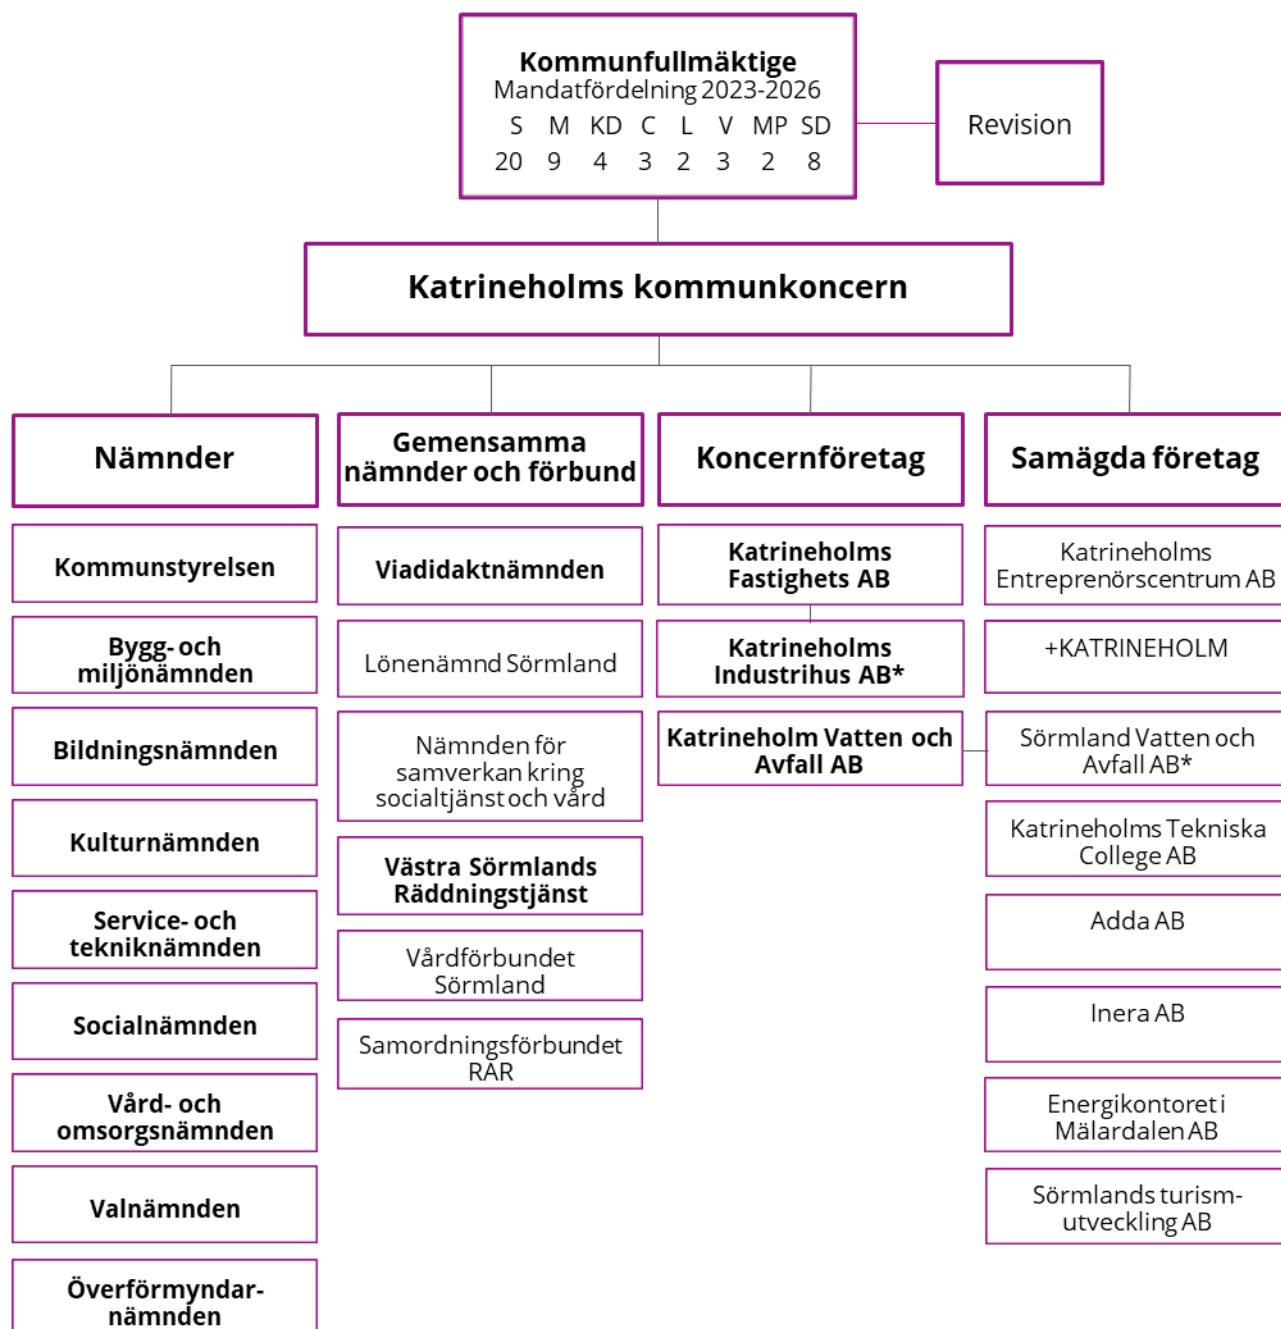 Kommunfullmäktige
Mandatfördelning 2023-2026
S M KD C L V MP SD
20 9 4 3 2 3 2 8
Revision
Katrineholms kommunkoncern
Nämnder
Kommunstyrelsen
Bygg- och
miljönämnden
Bildningsnämnden
Kulturnämnden
Service- och
tekniknämnden
Socialnämnden
Vård- och
omsorgsnämnden
Valnämnden
Överförmyndar-
nämnden
Gemensamma
nämnder och förbund
Viadidaktnämnden
Lönenämnd Sörmland
Nämnden för
samverkan kring
socialtjänst och vård
Västra Sörmlands
Räddningstjänst
Vårdförbundet
Sörmland
Samordningsförbundet
RAR
Koncernföretag
Katrineholms
Fastighets AB
Katrineholms
Industrihus AB*
Katrineholm Vatten och
Avfall AB
Samägda företag
Katrineholms
Entreprenörscentrum AB
+KATRINEHOLM
Sörmland Vatten och
Avfall AB*
Katrineholms Tekniska
College AB
Adda AB
Inera AB
Energikontoret i
Mälardalen AB
Sörmlands turism-
utveckling AB